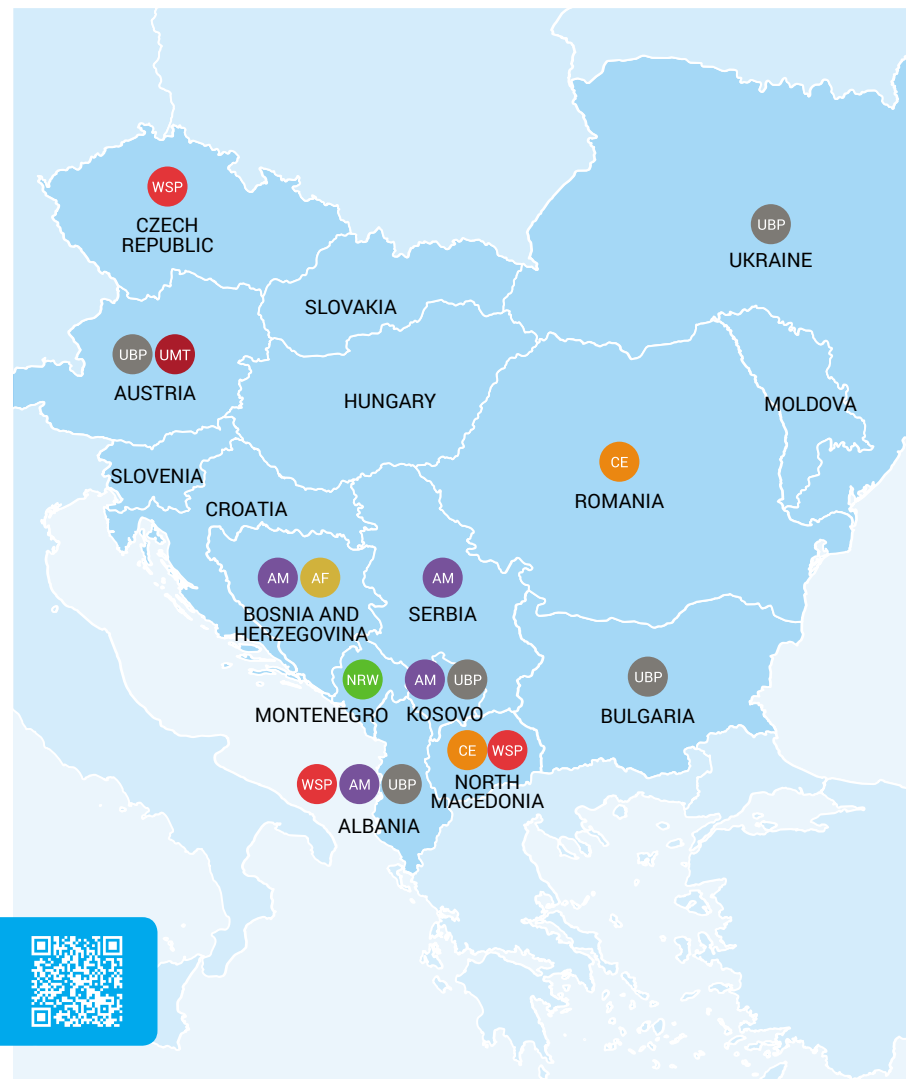 WSP
CZECH
REPUBLIC
UBP
UKRAINE
SLOVAKIA
UBP UMT
AUSTRIA
HUNGARY
MOLDOVA
SLOVENIA
CE
ROMANIA
CROATIA
AM AF
BOSNIA AND
HERZEGOVINA
AM
SERBIA
NRW
MONTENEGRO
AM UBP
KOSOVO
UBP
BULGARIA
CE WSP
NORTH
MACEDONIA
WSP AM UBP
ALBANIA